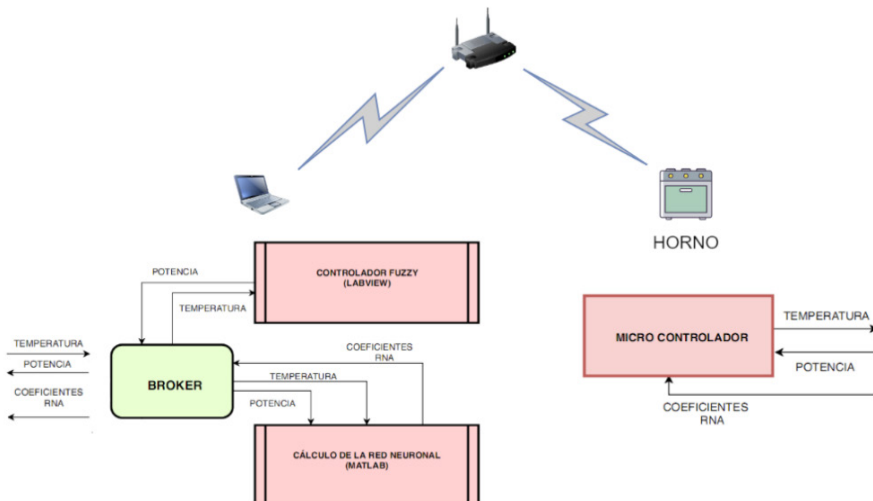 HORNO
CONTROLADOR FUZZY
(LABVIEW)
POTENCIA
TEMPERATURA
TEMPERATURA
POTENCIA
COEFICIENTES
RNA
BROKER
COEFICIENTES
RNA
TEMPERATURA
POTENCIA
CÁLCULO DE LA RED NEURONAL
(MATLAB)
MICRO CONTROLADOR
TEMPERATURA
POTENCIA
COEFICIENTES
RNA